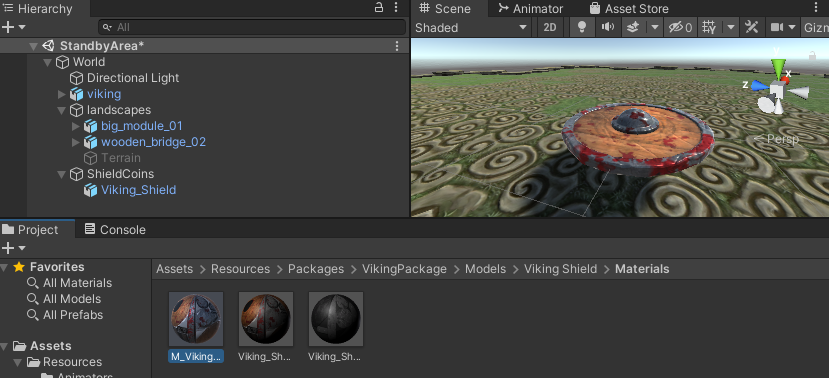 Hierarchy
Scene
Animator
Asset Store
All
Shaded
2D
0
Gizm
StandbyArea*
World
Directional Light
viking
landscapes
big_module_01
wooden_bridge_02
Terrain
ShieldCoins
Viking_Shield
y
x
z
Persp
Project
Console
Favorites
All Materials
All Models
All Prefabs
Assets
Resources
Animators
Assets > Resources > Packages > VikingPackage > Models > Viking Shield > Materials
M_Viking...
Viking_Sh...
Viking_Sh...